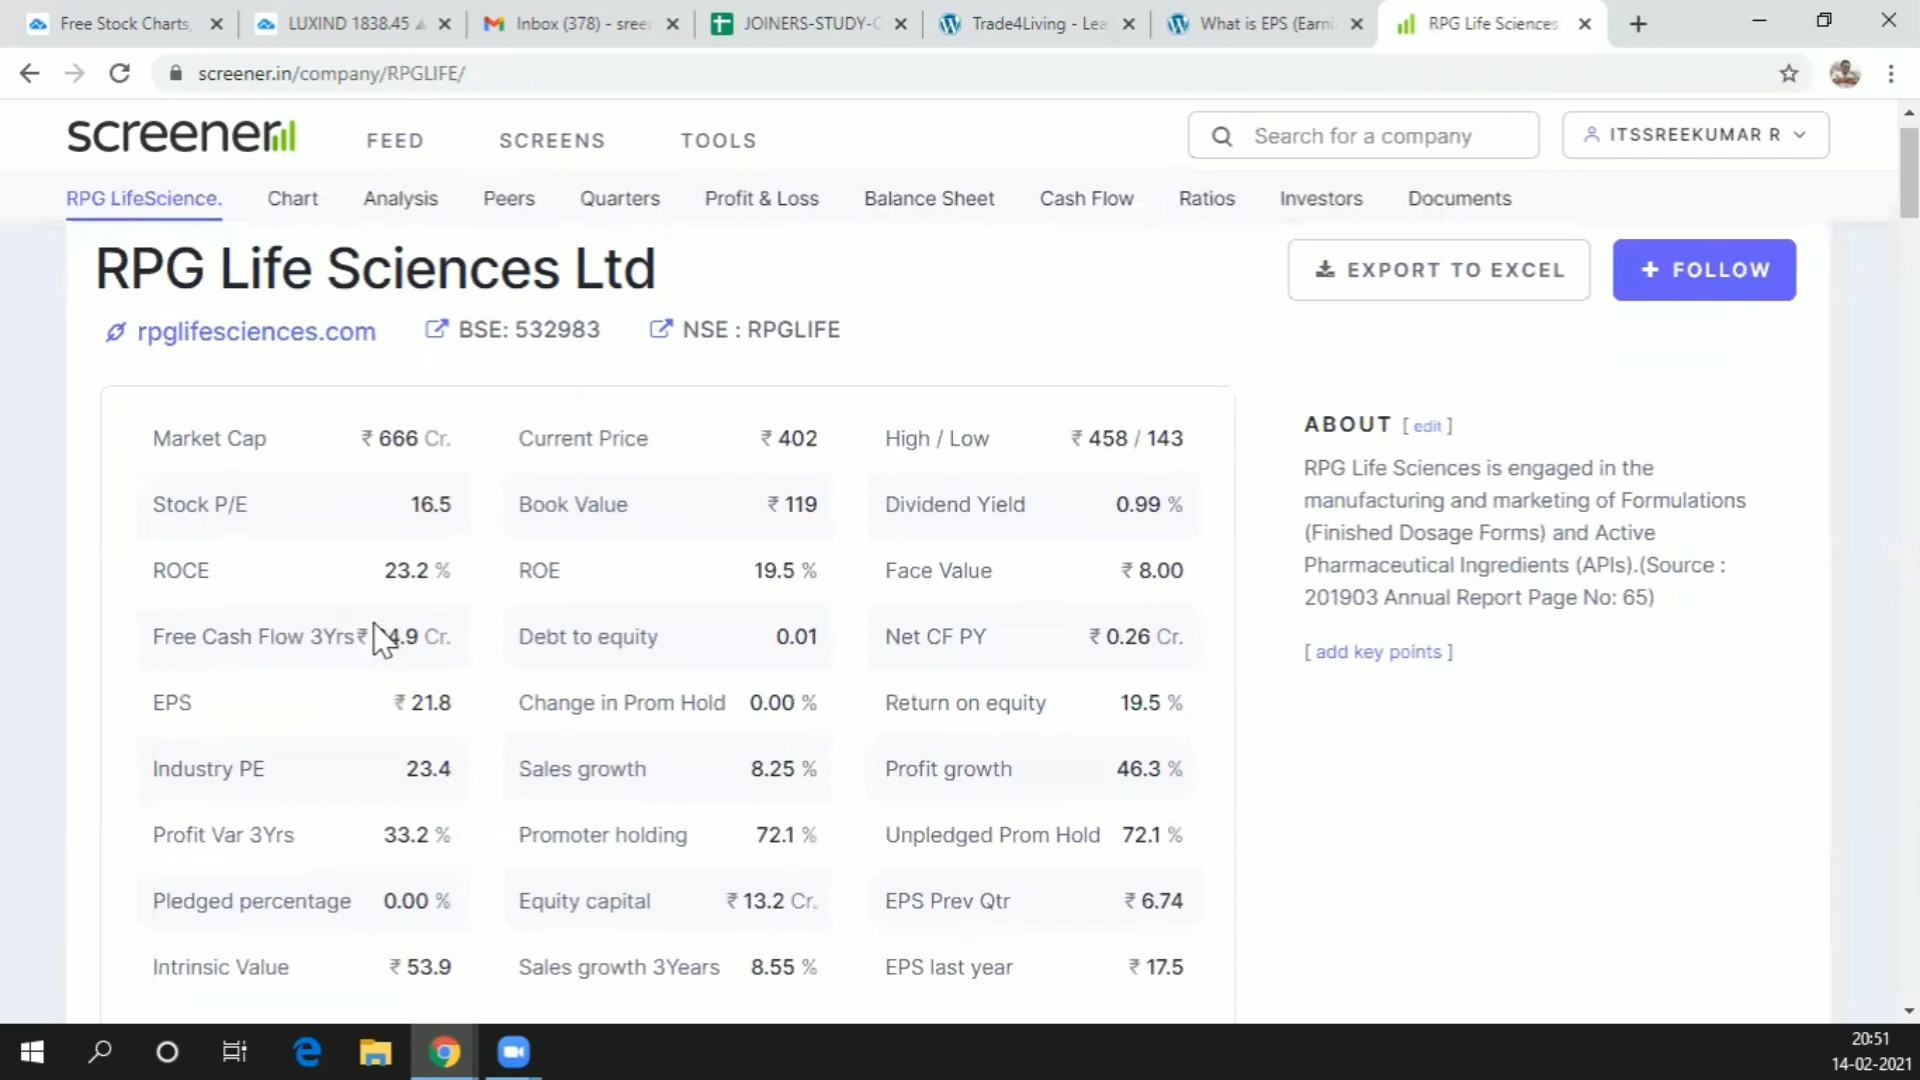 Free Stock Charts,
LUXIND 1838.45
Inbox (378) - sree
JOINERS-STUDY-C
Trade4Living - Lea
What is EPS (Earni
RPG Life Sciences
screener.in/company/RPGLIFE/
screener
FEED
SCREENS
TOOLS
Search for a company
ITSSREEKUMAR R
RPG LifeScience.
Chart
Analysis
Peers
Quarters
Profit & Loss
Balance Sheet
Cash Flow
Ratios
Investors
Documents
RPG Life Sciences Ltd
EXPORT TO EXCEL
+ FOLLOW
rpglifesciences.com
BSE: 532983
NSE : RPGLIFE
Market Cap ₹ 666 Cr.
Current Price ₹ 402
High / Low ₹ 458 / 143
Stock P/E 16.5
Book Value ₹ 119
Dividend Yield 0.99 %
ROCE 23.2 %
ROE 19.5 %
Face Value ₹ 8.00
Free Cash Flow 3Yrs ₹ 4.9 Cr.
Debt to equity 0.01
Net CF PY ₹ 0.26 Cr.
EPS ₹ 21.8
Change in Prom Hold 0.00 %
Return on equity 19.5 %
Industry PE 23.4
Sales growth 8.25 %
Profit growth 46.3 %
Profit Var 3Yrs 33.2 %
Promoter holding 72.1 %
Unpledged Prom Hold 72.1 %
Pledged percentage 0.00 %
Equity capital ₹ 13.2 Cr.
EPS Prev Qtr ₹ 6.74
Intrinsic Value ₹ 53.9
Sales growth 3Years 8.55 %
EPS last year ₹ 17.5
ABOUT [ edit ]
RPG Life Sciences is engaged in the
manufacturing and marketing of Formulations
(Finished Dosage Forms) and Active
Pharmaceutical Ingredients (APIs).(Source :
201903 Annual Report Page No: 65)
[ add key points ]
20:51
14-02-2021